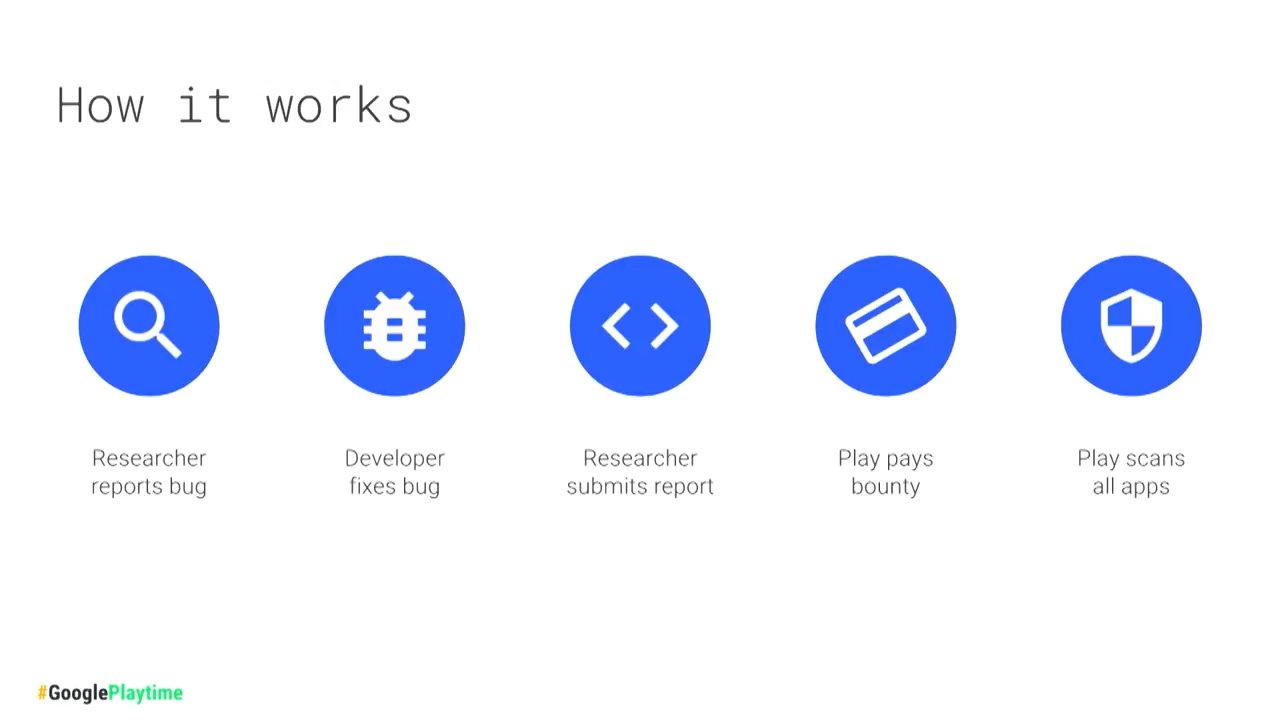 How it works
Researcher
reports bug
Developer
fixes bug
Researcher
submits report
Play pays
bounty
Play scans
all apps
#GooglePlaytime